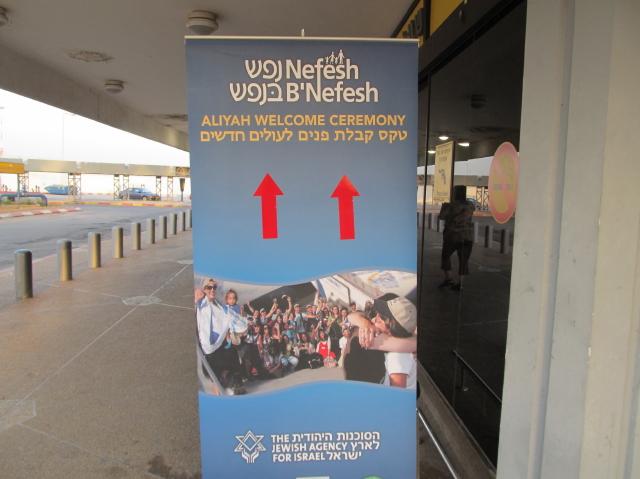 נפש Nefesh
בנפש B'Nefesh
ALIYAH WELCOME CEREMONY
טקס קבלת פנים לעולים חדשים
THE הסוכנות היהודית
JEWISH AGENCY לארץ
FOR ISRAEL ישראל